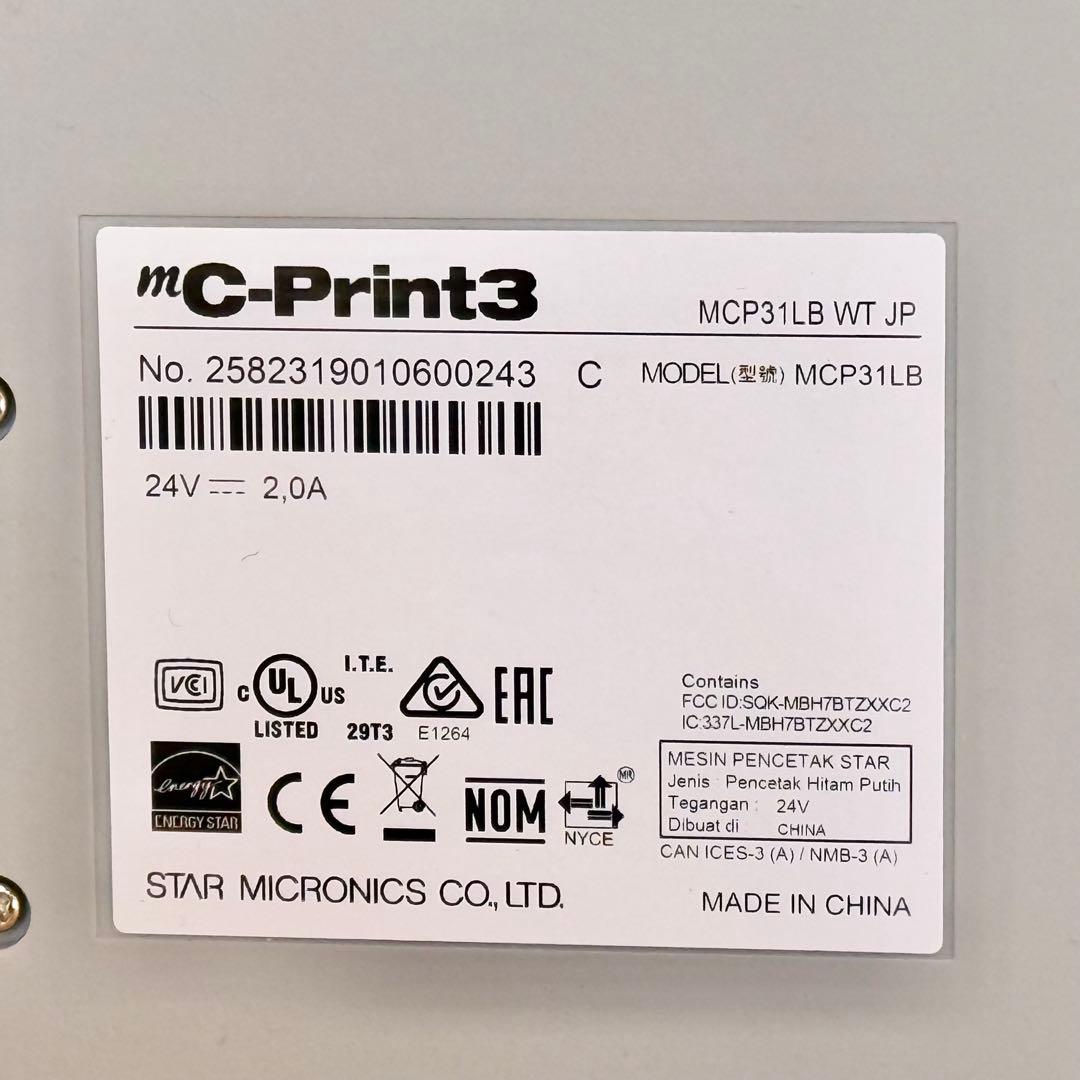 mC-Print3
MCP31LB WT JP
No. 2582319010600243 C MODEL(型號) MCP31LB
24V 2,0A
VCCI
C UL US
LISTED
I.T.E.
29T3
E1264
EAC
Contains
FCC ID:SQK-MBH7BTZXXC2
IC:337L-MBH7BTZXXC2
energy
ENERGY STAR
CE
NOM
NYCE
MR
MESIN PENCETAK STAR
Jenis : Pencetak Hitam Putih
Tegangan : 24V
Dibuat di CHINA
CAN ICES-3 (A) / NMB-3 (A)
STAR MICRONICS CO., LTD.
MADE IN CHINA